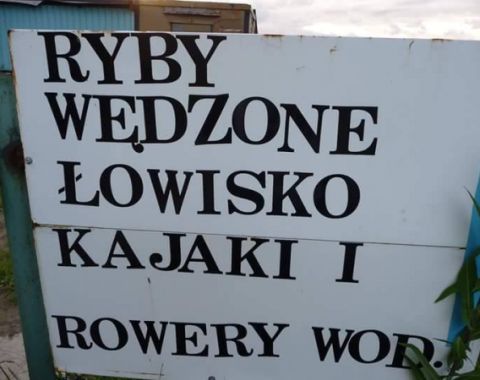 RYBY
WĘDZONE
ŁOWISKO
KAJAKI I
ROWERY WOD.